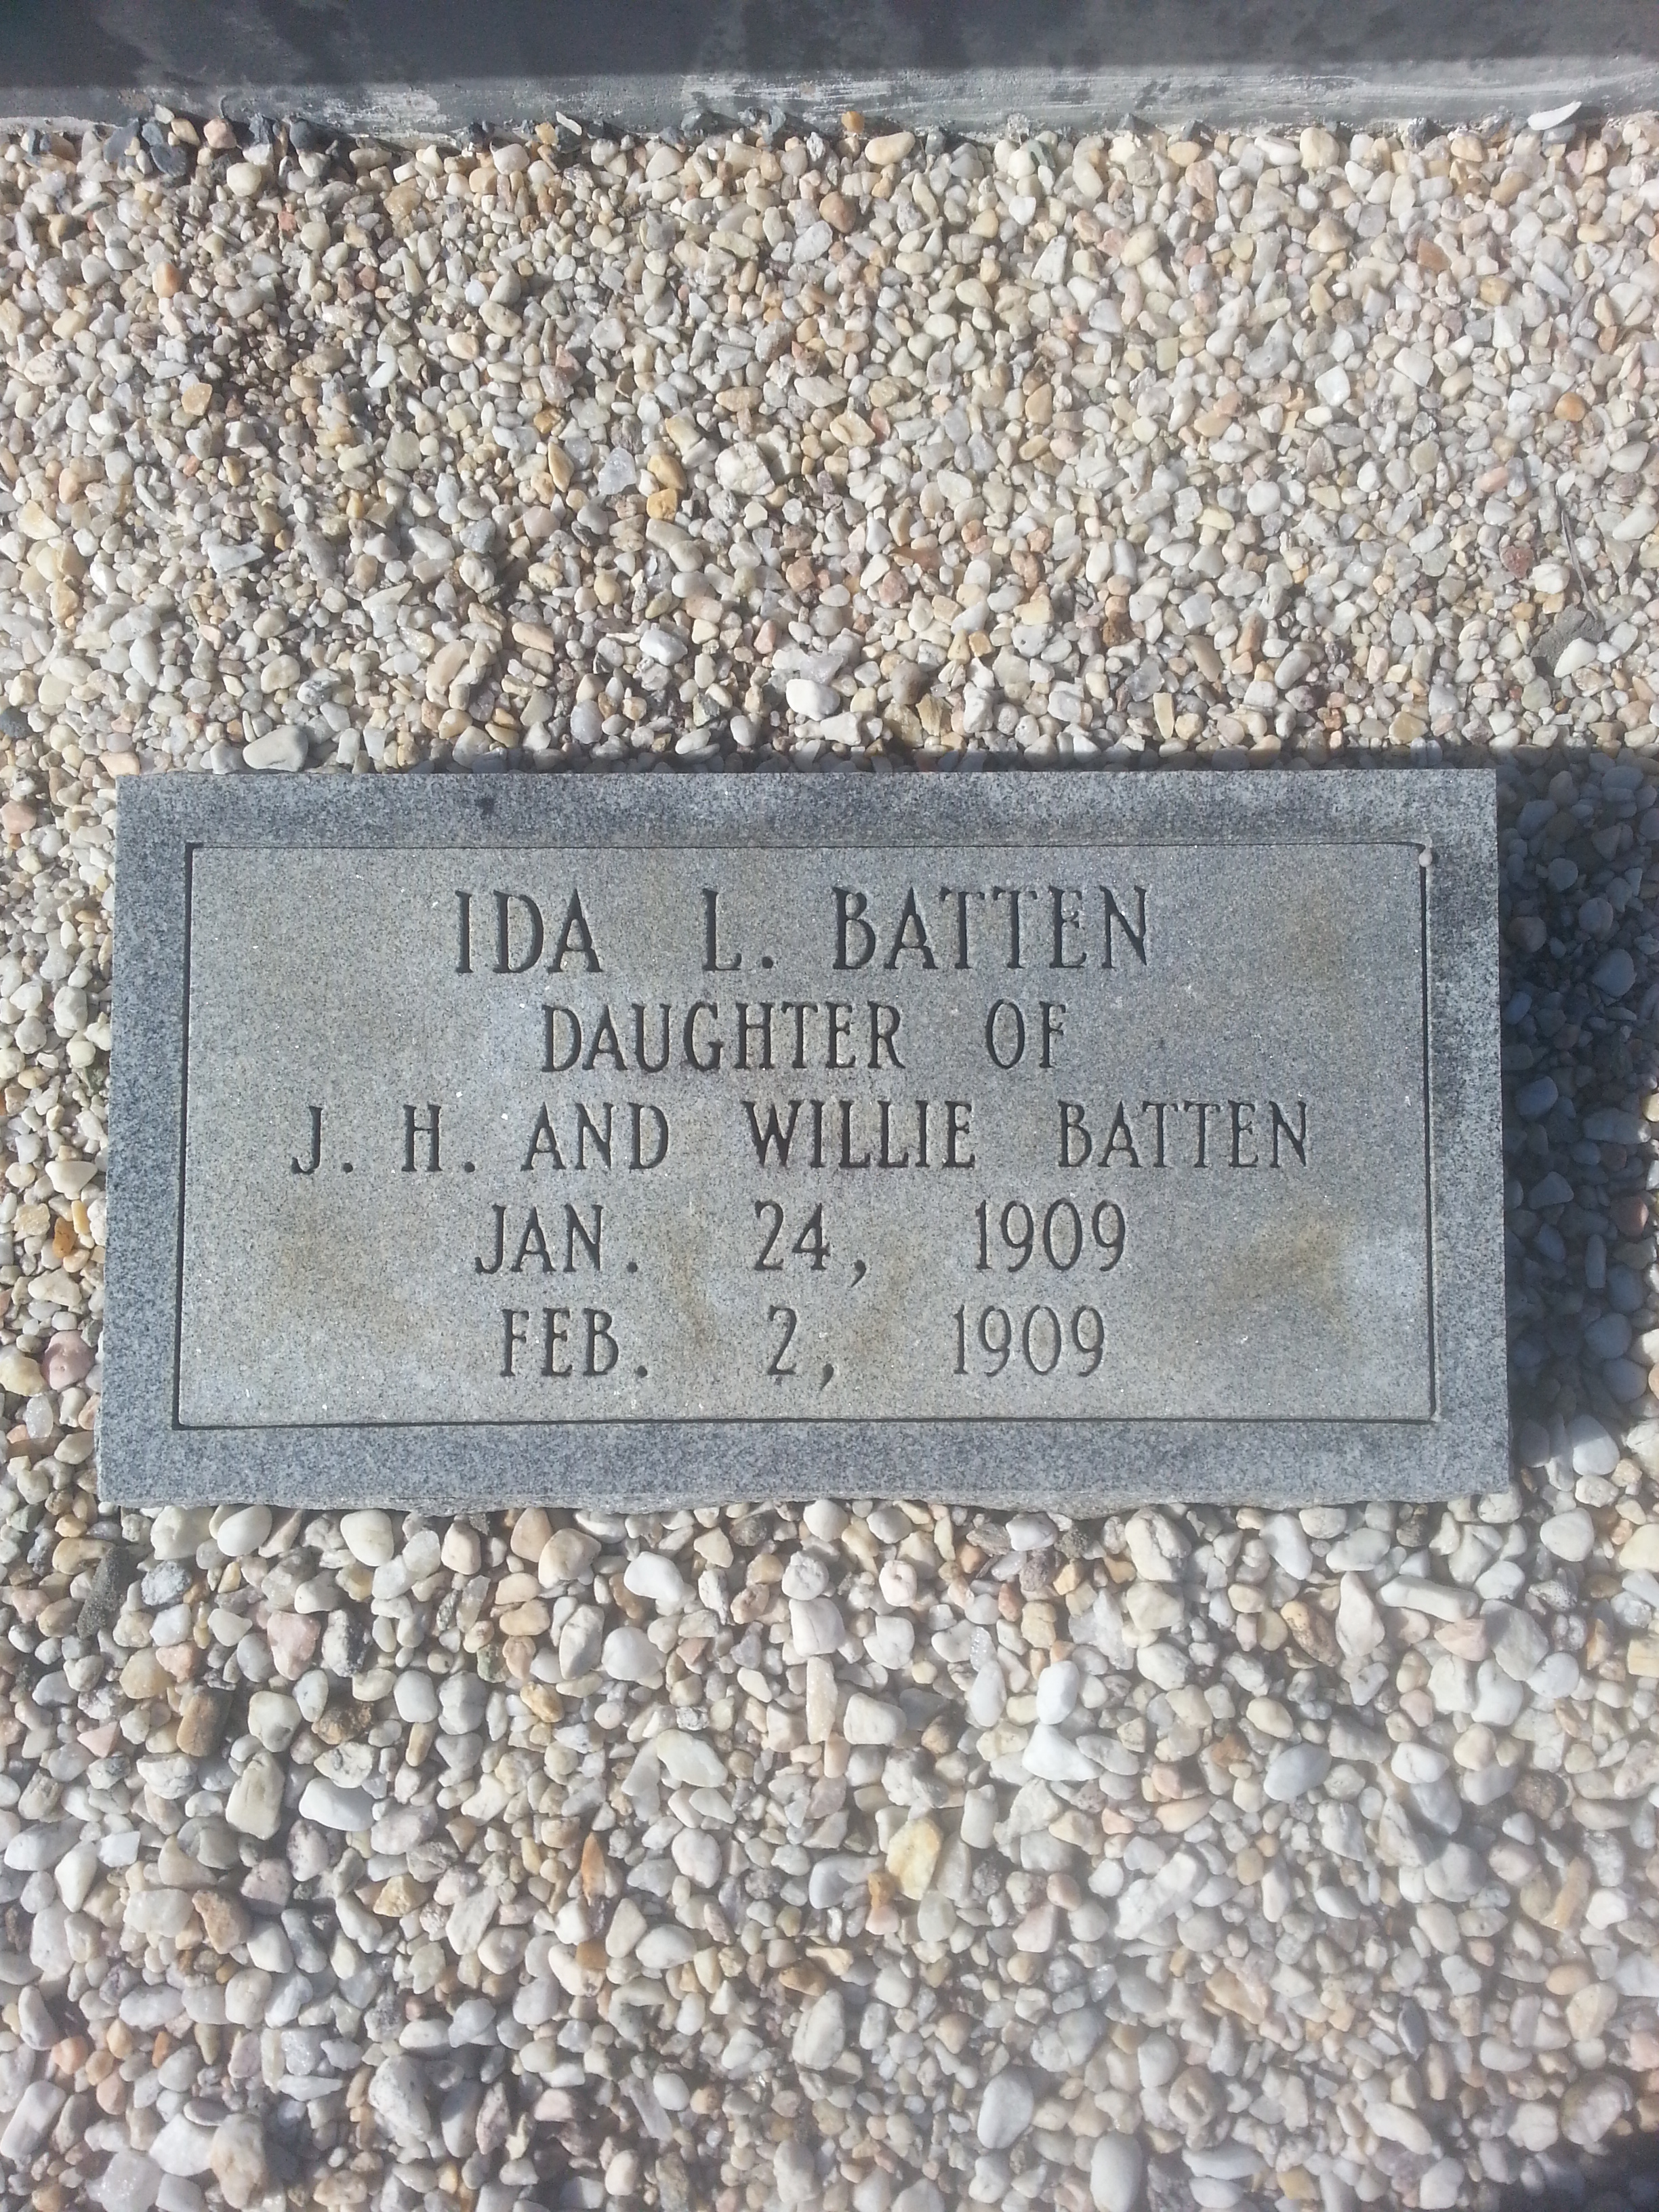 IDA L. BATTEN
DAUGHTER OF
J. H. AND WILLIE BATTEN
JAN. 24, 1909
FEB. 2, 1909